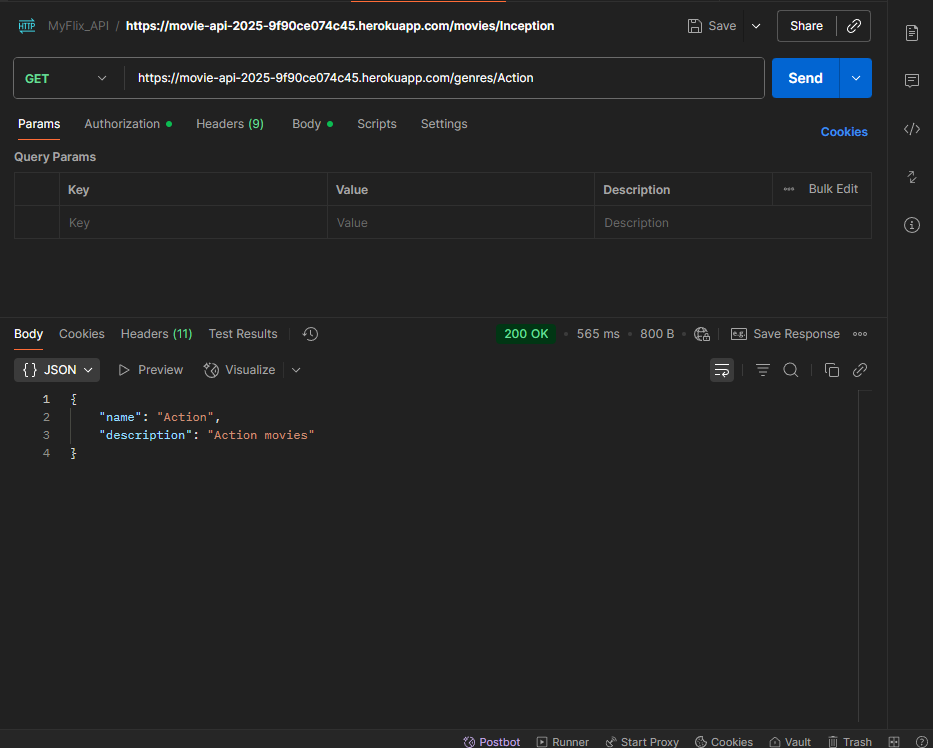 HTTP MyFlix_API / https://movie-api-2025-9f90ce074c45.herokuapp.com/movies/Inception Save Share
GET https://movie-api-2025-9f90ce074c45.herokuapp.com/genres/Action Send
Params Authorization Headers (9) Body Scripts Settings Cookies
Query Params
Key Value Description Bulk Edit
Key Value Description
Body Cookies Headers (11) Test Results 200 OK 565 ms 800 B e.g. Save Response
{} JSON Preview Visualize
1 {
2 "name": "Action",
3 "description": "Action movies"
4 }
Postbot Runner Start Proxy Cookies Vault Trash